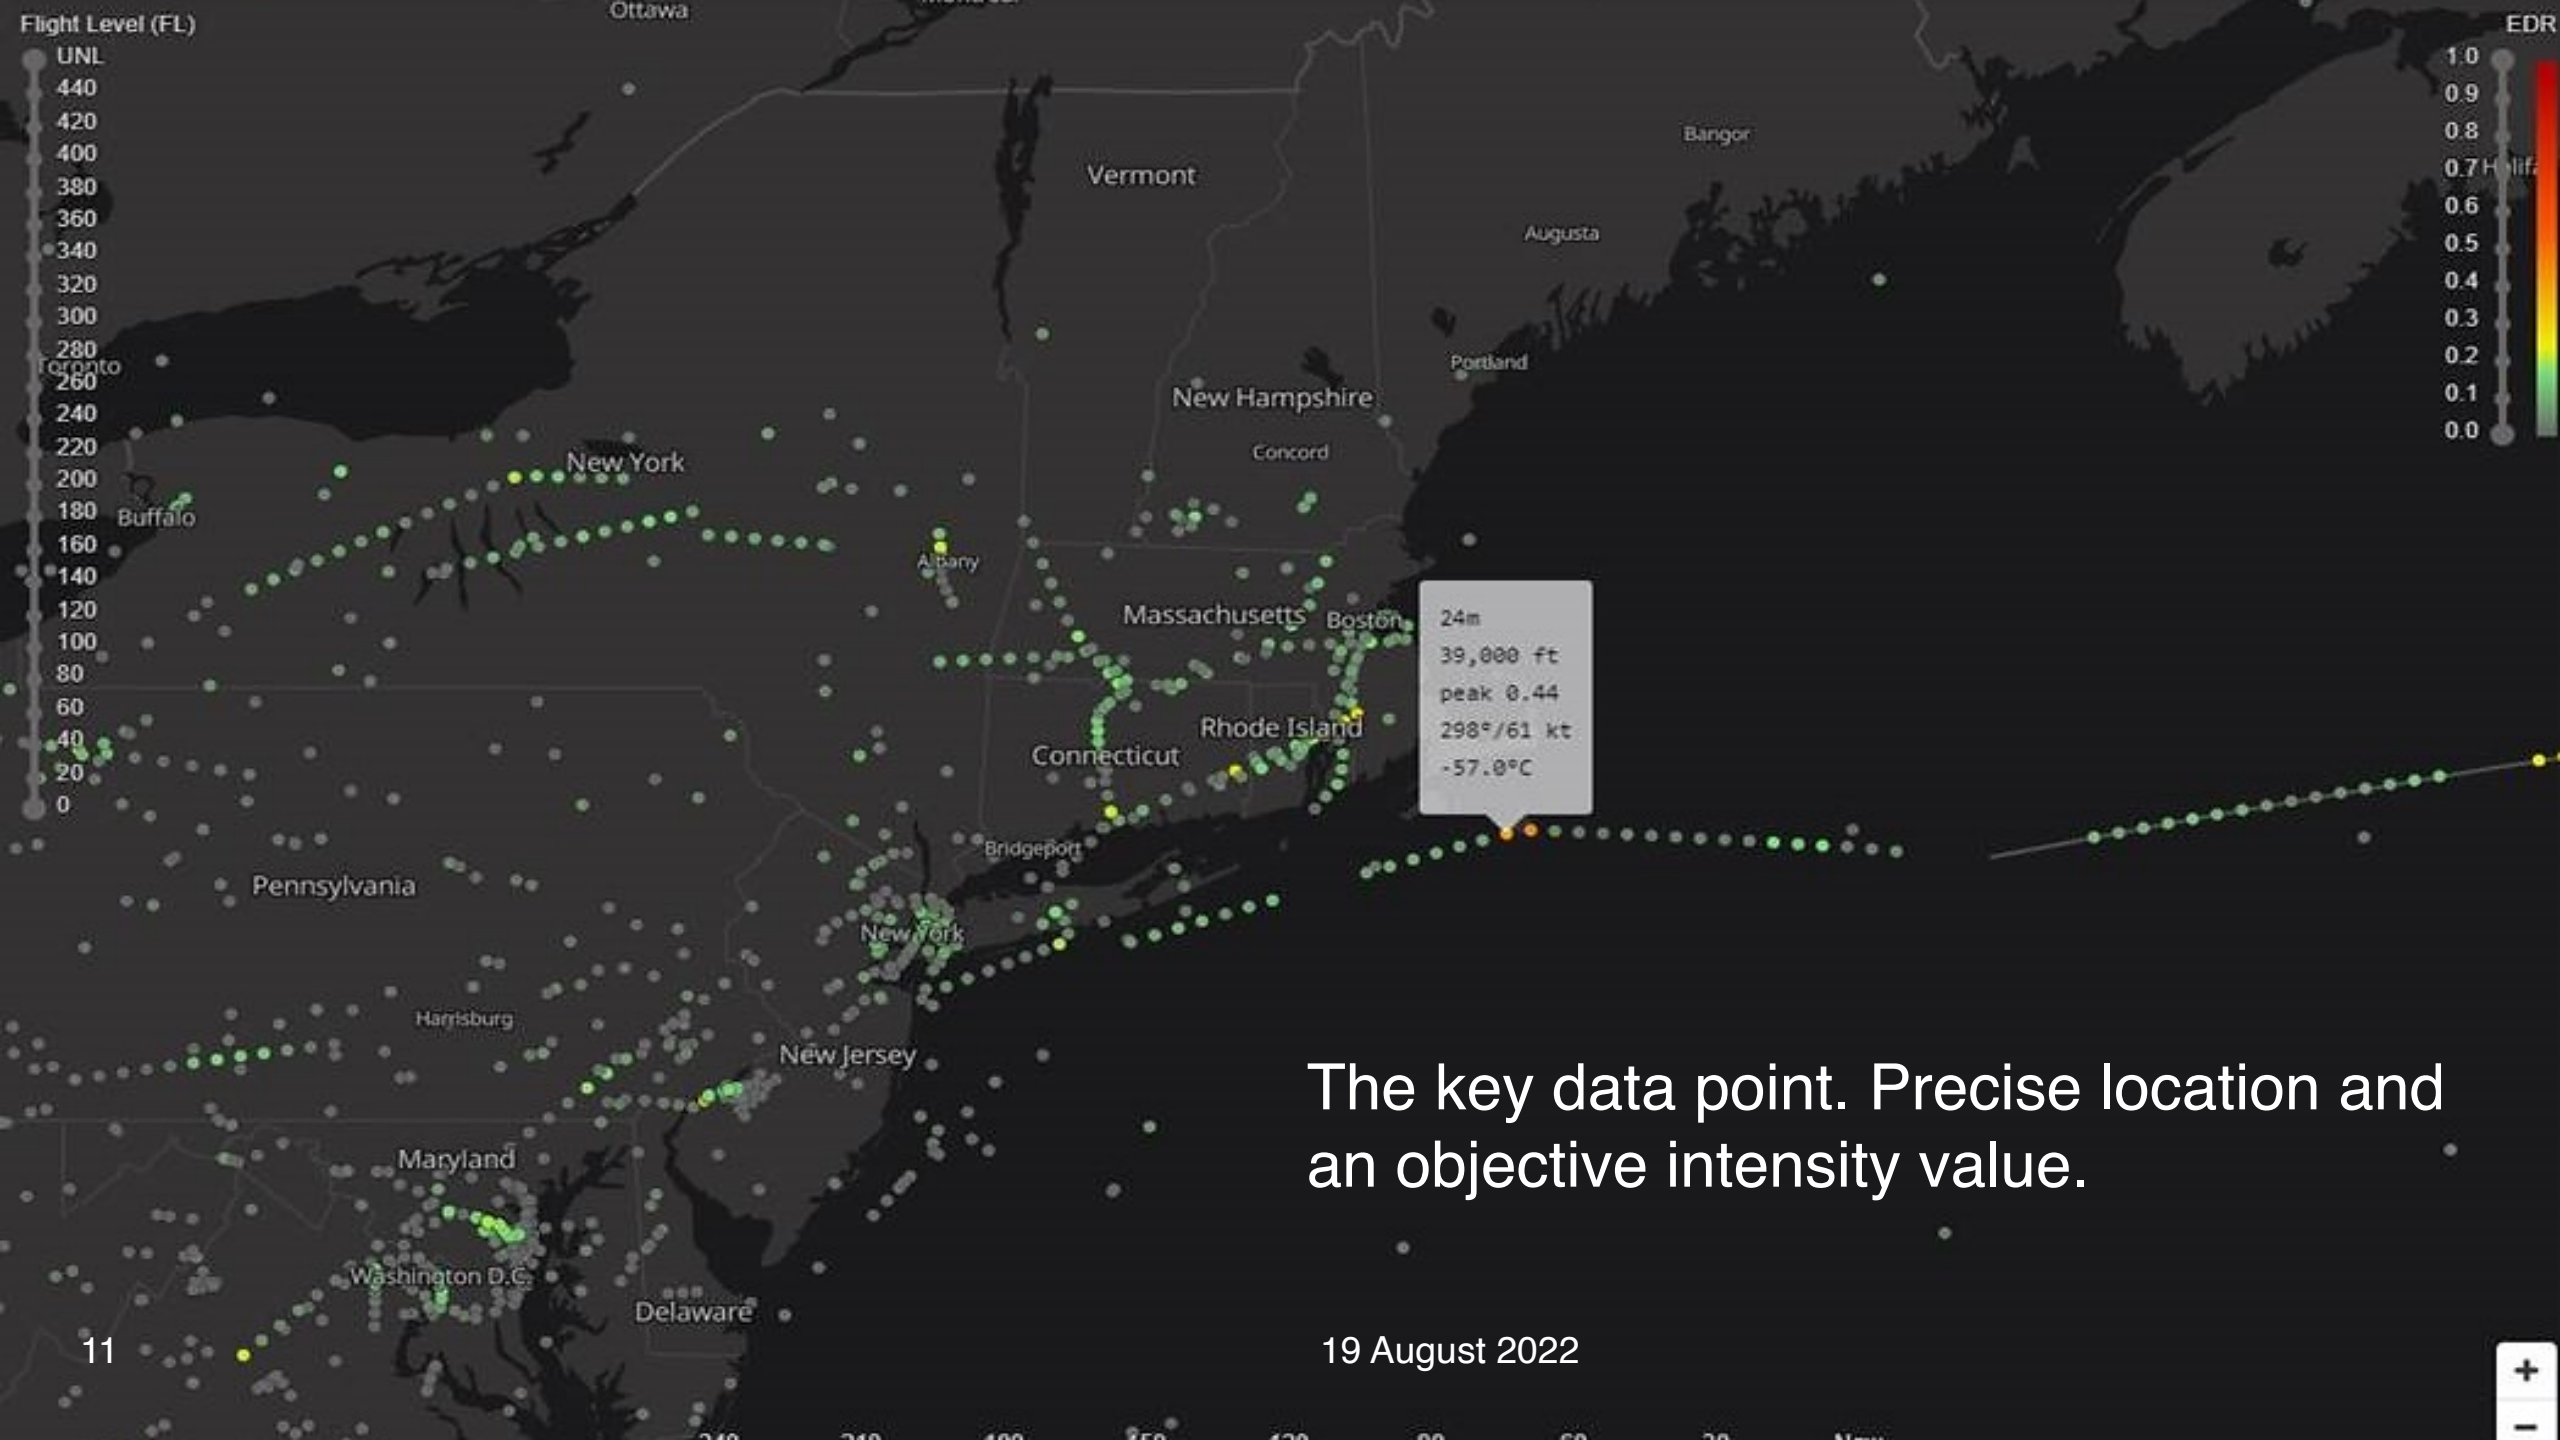 Flight Level (FL)
UNL
440
420
400
380
360
340
320
300
280
260
240
220
200
180
160
140
120
100
80
60
40
20
0
EDR
1.0
0.9
0.8
0.7
0.6
0.5
0.4
0.3
0.2
0.1
0.0
Ottawa
Bangor
Vermont
Augusta
Toronto
Portland
New Hampshire
Concord
New York
Buffalo
Albany
Massachusetts
Boston
24m
39,000 ft
peak 0.44
298°/61 kt
-57.0°C
Rhode Island
Connecticut
Bridgeport
Pennsylvania
New York
Harrisburg
New Jersey
The key data point. Precise location and
an objective intensity value.
Maryland
Washington D.C.
Delaware
11
19 August 2022
+
−